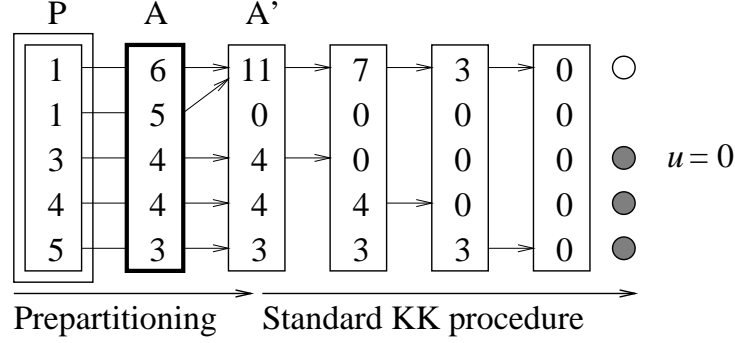 P A A’
1 6 11 7 3 0
1 5 0 0 0 0
3 4 4 0 0 0 u = 0
4 4 4 4 0 0
5 3 3 3 3 0
Prepartitioning Standard KK procedure